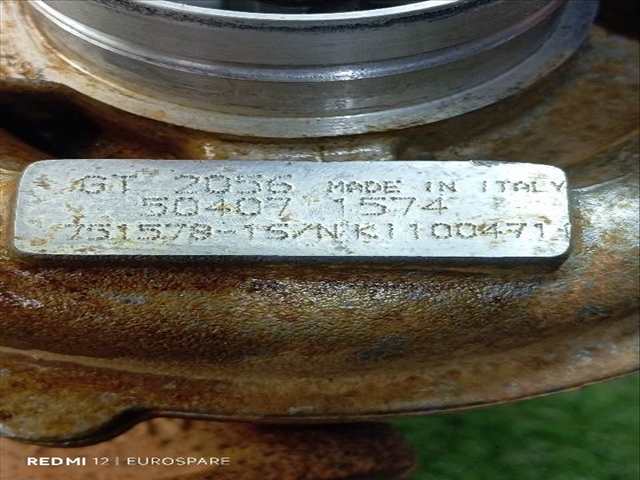 GT 2056 MADE IN ITALY
50407 1574
751578-1S/N K1100471
REDMI 12 | EUROSPARE